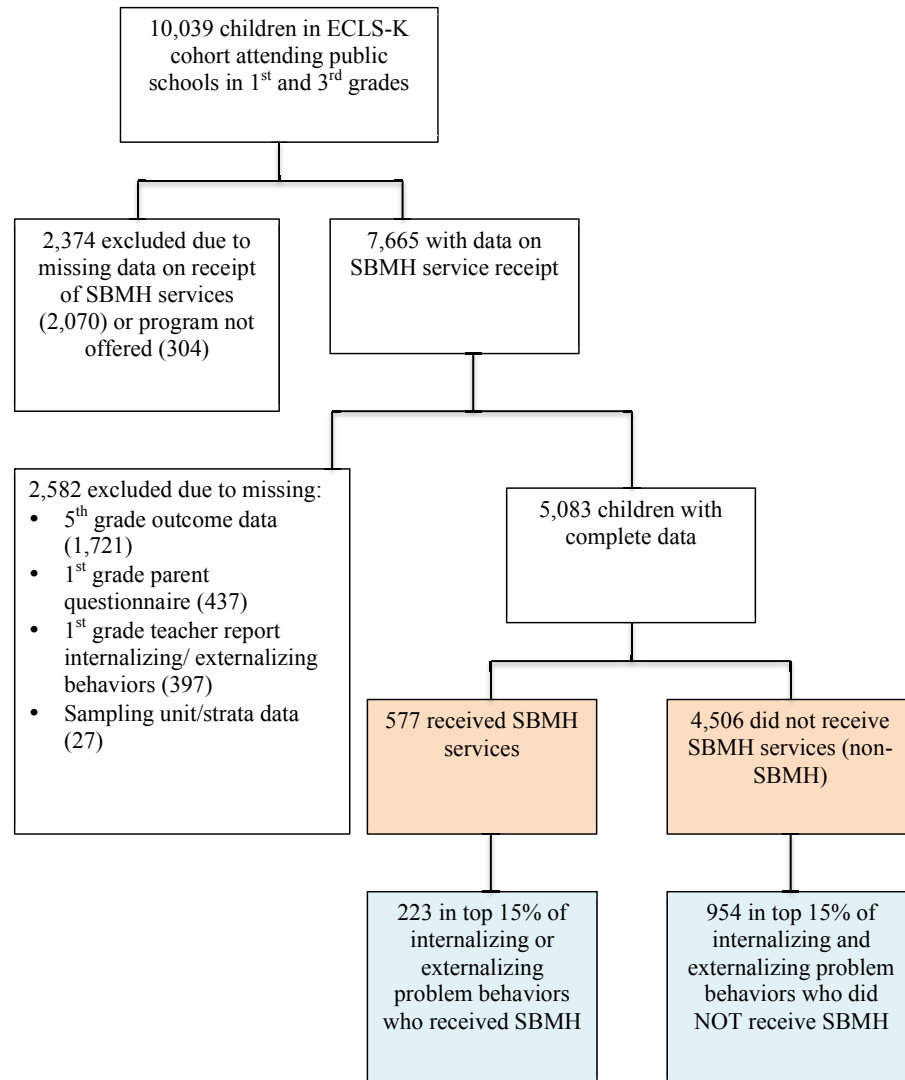 10,039 children in ECLS-K
cohort attending public
schools in 1st and 3rd grades
2,374 excluded due to
missing data on receipt
of SBMH services
(2,070) or program not
offered (304)
7,665 with data on
SBMH service receipt
2,582 excluded due to missing:
• 5th grade outcome data
(1,721)
• 1st grade parent
questionnaire (437)
• 1st grade teacher report
internalizing/ externalizing
behaviors (397)
• Sampling unit/strata data
(27)
5,083 children with
complete data
577 received SBMH
services
4,506 did not receive
SBMH services (non-
SBMH)
223 in top 15% of
internalizing or
externalizing
problem behaviors
who received SBMH
954 in top 15% of
internalizing and
externalizing problem
behaviors who did
NOT receive SBMH